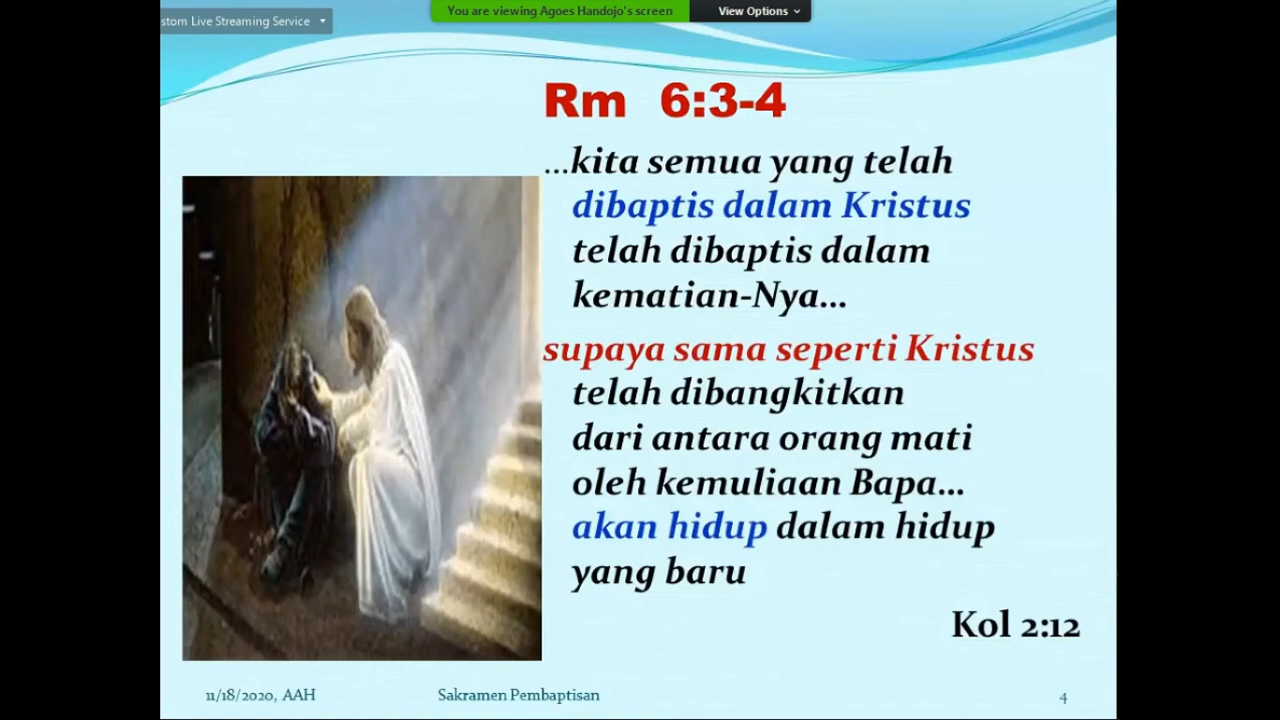 stom Live Streaming Service
You are viewing Agoes Handojo's screen
View Options
Rm 6:3-4
...kita semua yang telah
dibaptis dalam Kristus
telah dibaptis dalam
kematian-Nya...
supaya sama seperti Kristus
telah dibangkitkan
dari antara orang mati
oleh kemuliaan Bapa...
akan hidup dalam hidup
yang baru
Kol 2:12
11/18/2020, AAH
Sakramen Pembaptisan
4